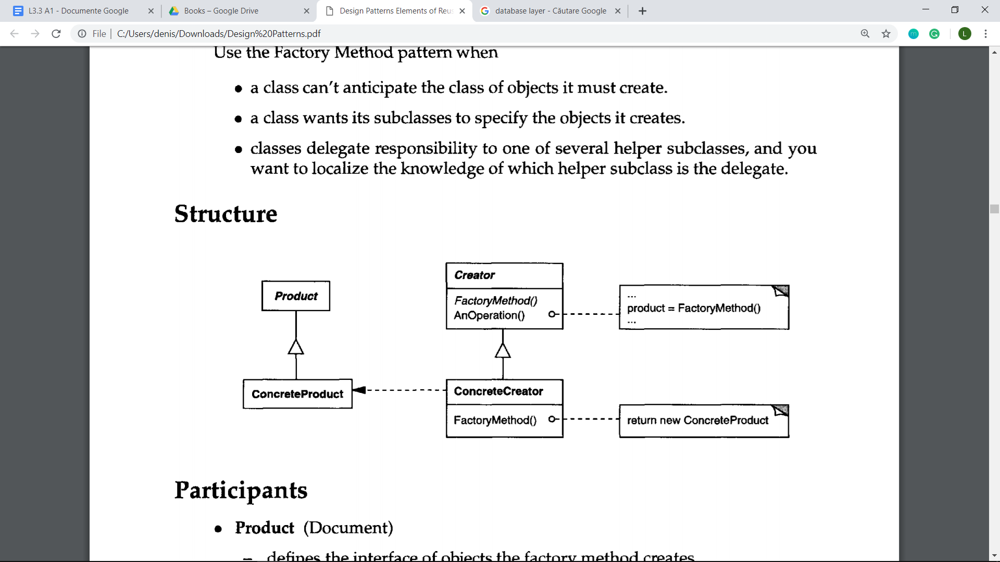 L3.3 A1 - Documente Google
Books – Google Drive
Design Patterns Elements of Reus
database layer - Căutare Google
File
C:/Users/denis/Downloads/Design%20Patterns.pdf
L
Use the Factory Method pattern when
• a class can't anticipate the class of objects it must create.
• a class wants its subclasses to specify the objects it creates.
• classes delegate responsibility to one of several helper subclasses, and you
want to localize the knowledge of which helper subclass is the delegate.
Structure
Product
ConcreteProduct
Creator
FactoryMethod()
AnOperation()
...
product = FactoryMethod()
...
ConcreteCreator
FactoryMethod()
return new ConcreteProduct
Participants
• Product (Document)
– defines the interface of objects the factory method creates